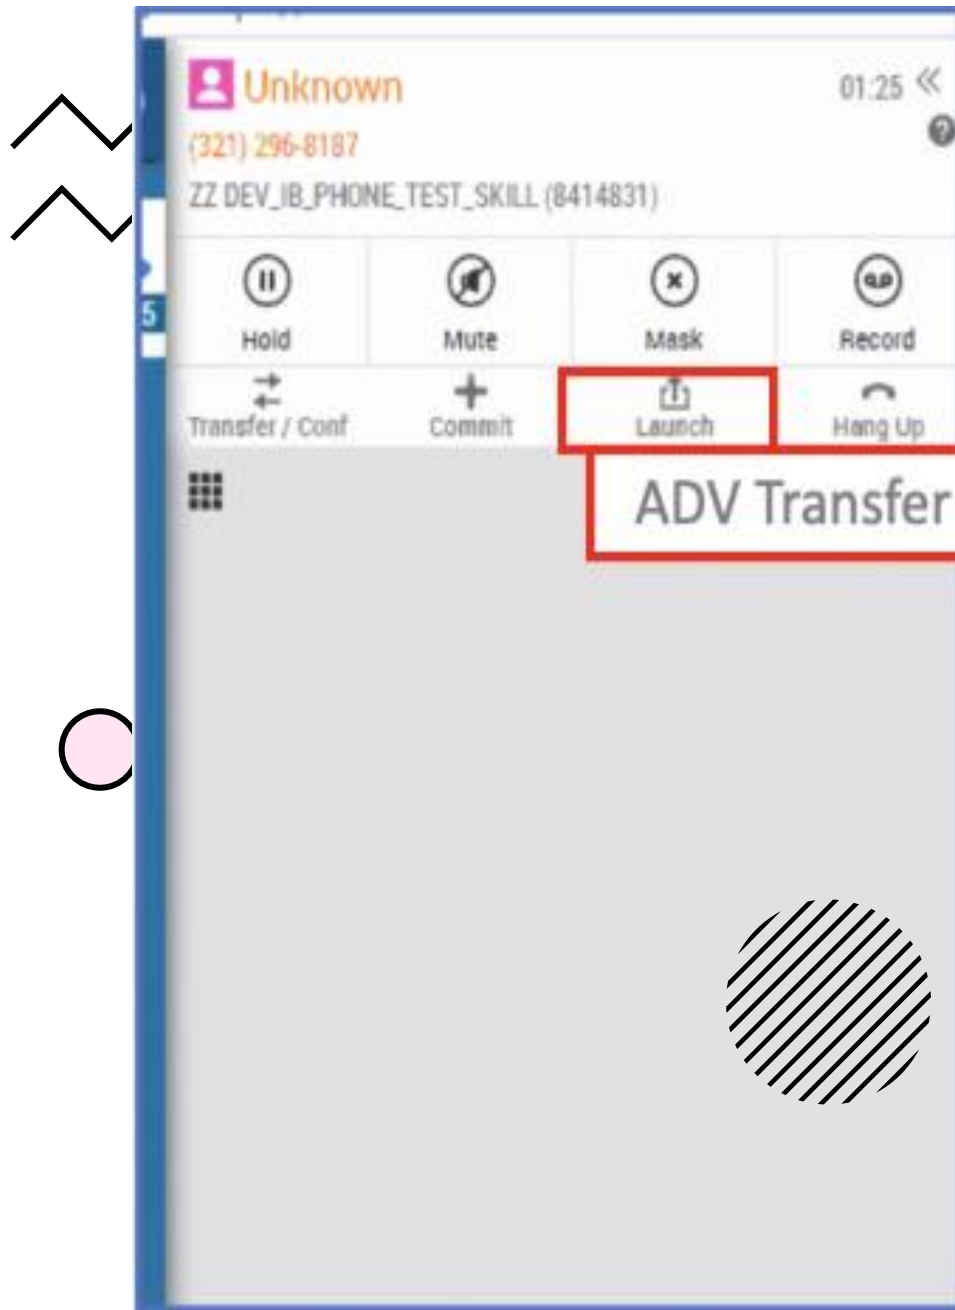 Unknown
01:25
(321) 296-8187
ZZ DEV_IB_PHONE_TEST_SKILL (8414831)
Hold Mute Mask Record
Transfer / Conf Commit Launch Hang Up
ADV Transfer
5